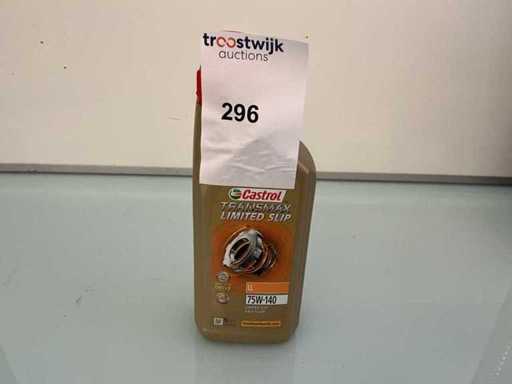 troostwijk
auctions
296
Castrol
TRANSMAX
LIMITED SLIP
LL
75W-140